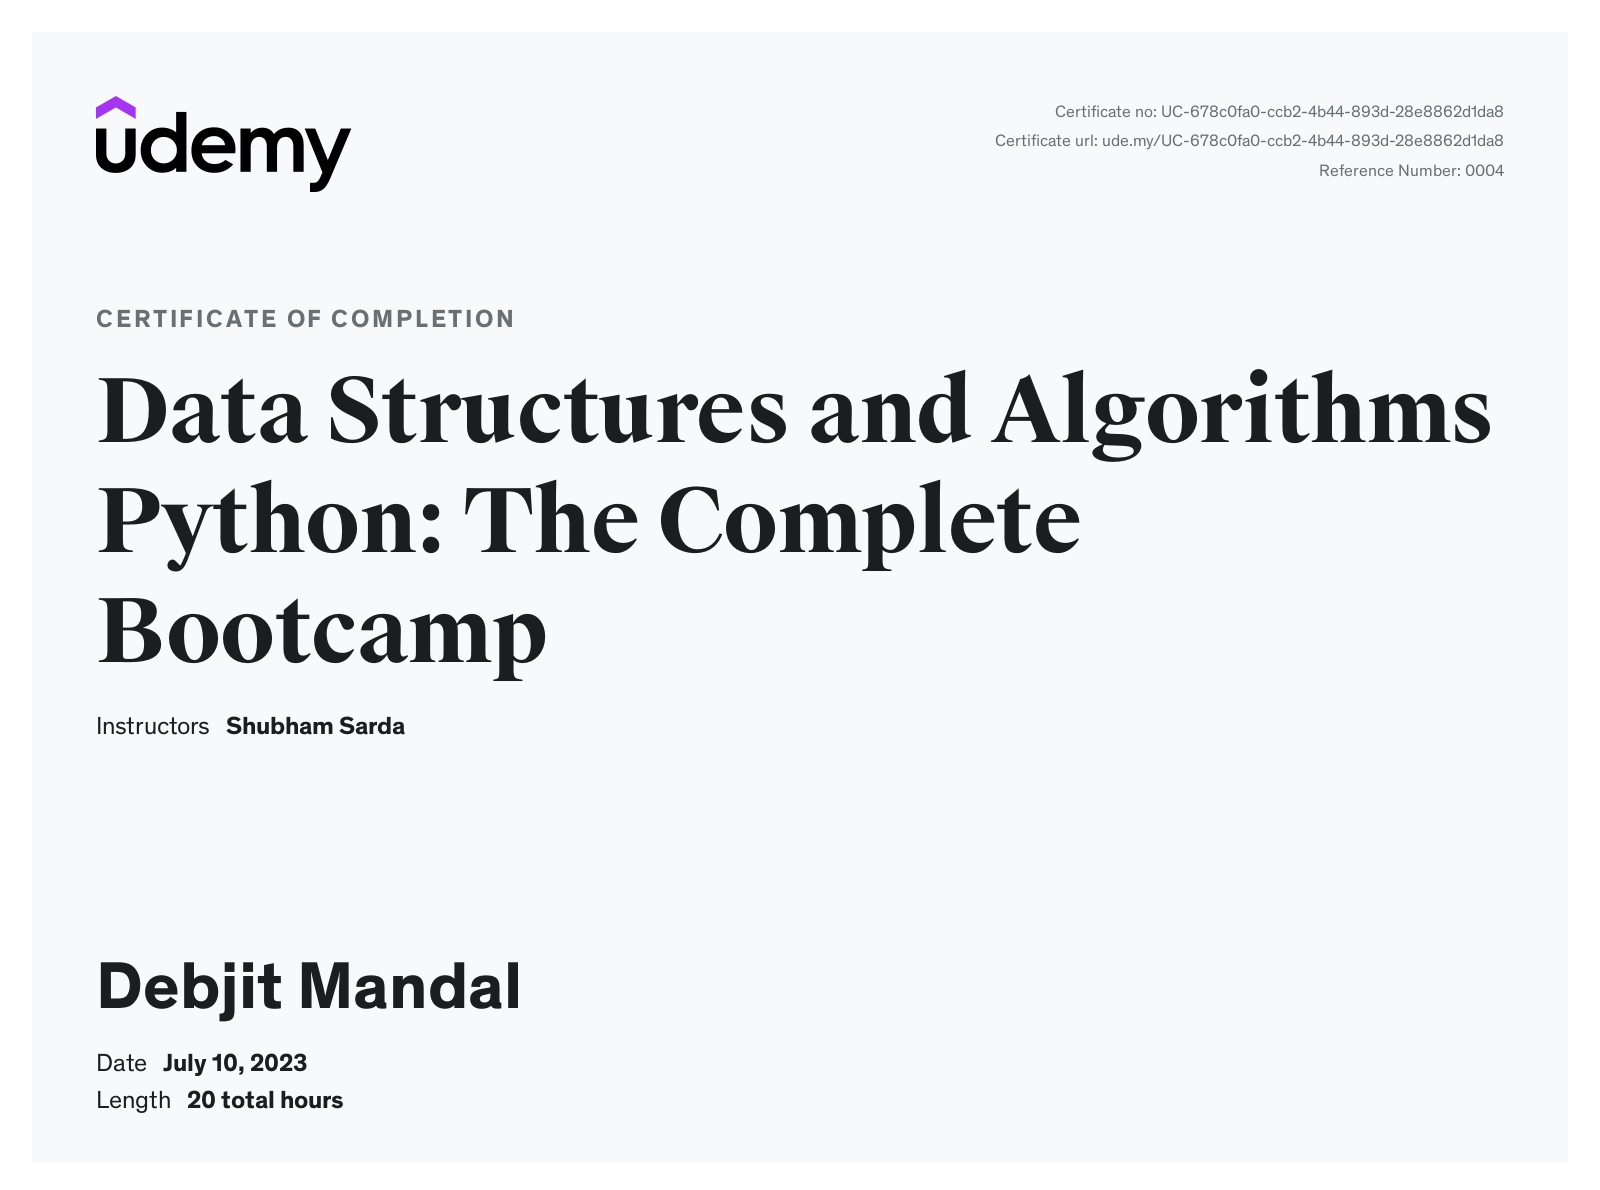 udemy
Certificate no: UC-678c0fa0-ccb2-4b44-893d-28e8862d1da8
Certificate url: ude.my/UC-678c0fa0-ccb2-4b44-893d-28e8862d1da8
Reference Number: 0004
CERTIFICATE OF COMPLETION
Data Structures and Algorithms
Python: The Complete
Bootcamp
Instructors Shubham Sarda
Debjit Mandal
Date July 10, 2023
Length 20 total hours